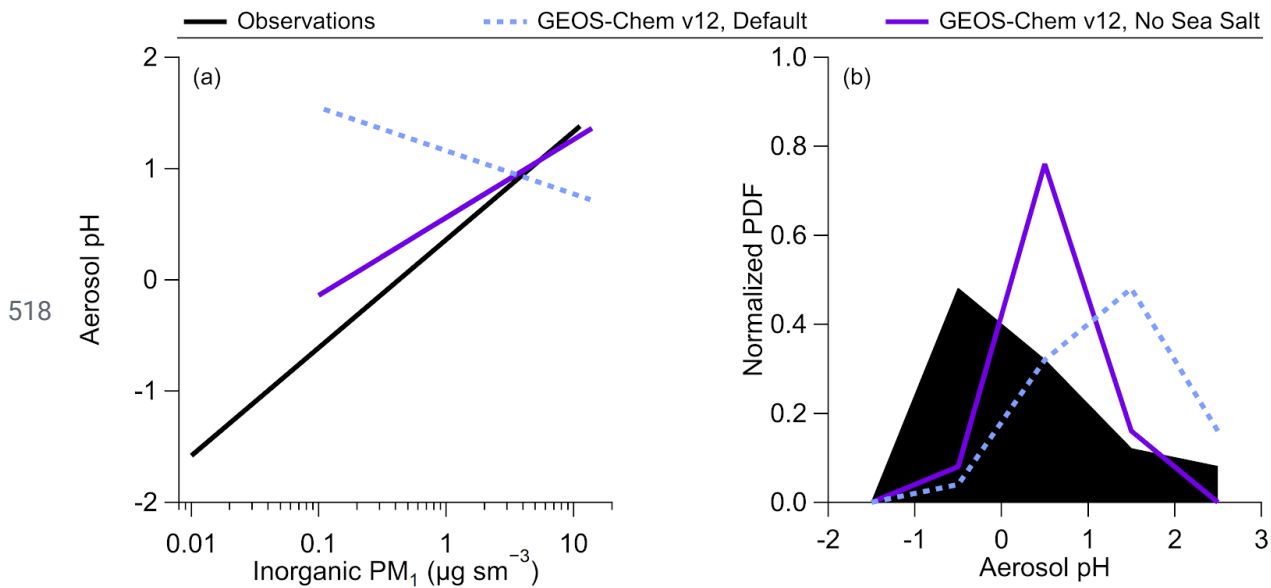 Observations GEOS-Chem v12, Default GEOS-Chem v12, No Sea Salt
(a)
2
1
0
-1
-2
Aerosol pH
0.01 0.1 1 10
Inorganic PM₁ (µg sm⁻³)
518
(b)
1.0
0.8
0.6
0.4
0.2
0.0
Normalized PDF
-2 -1 0 1 2 3
Aerosol pH